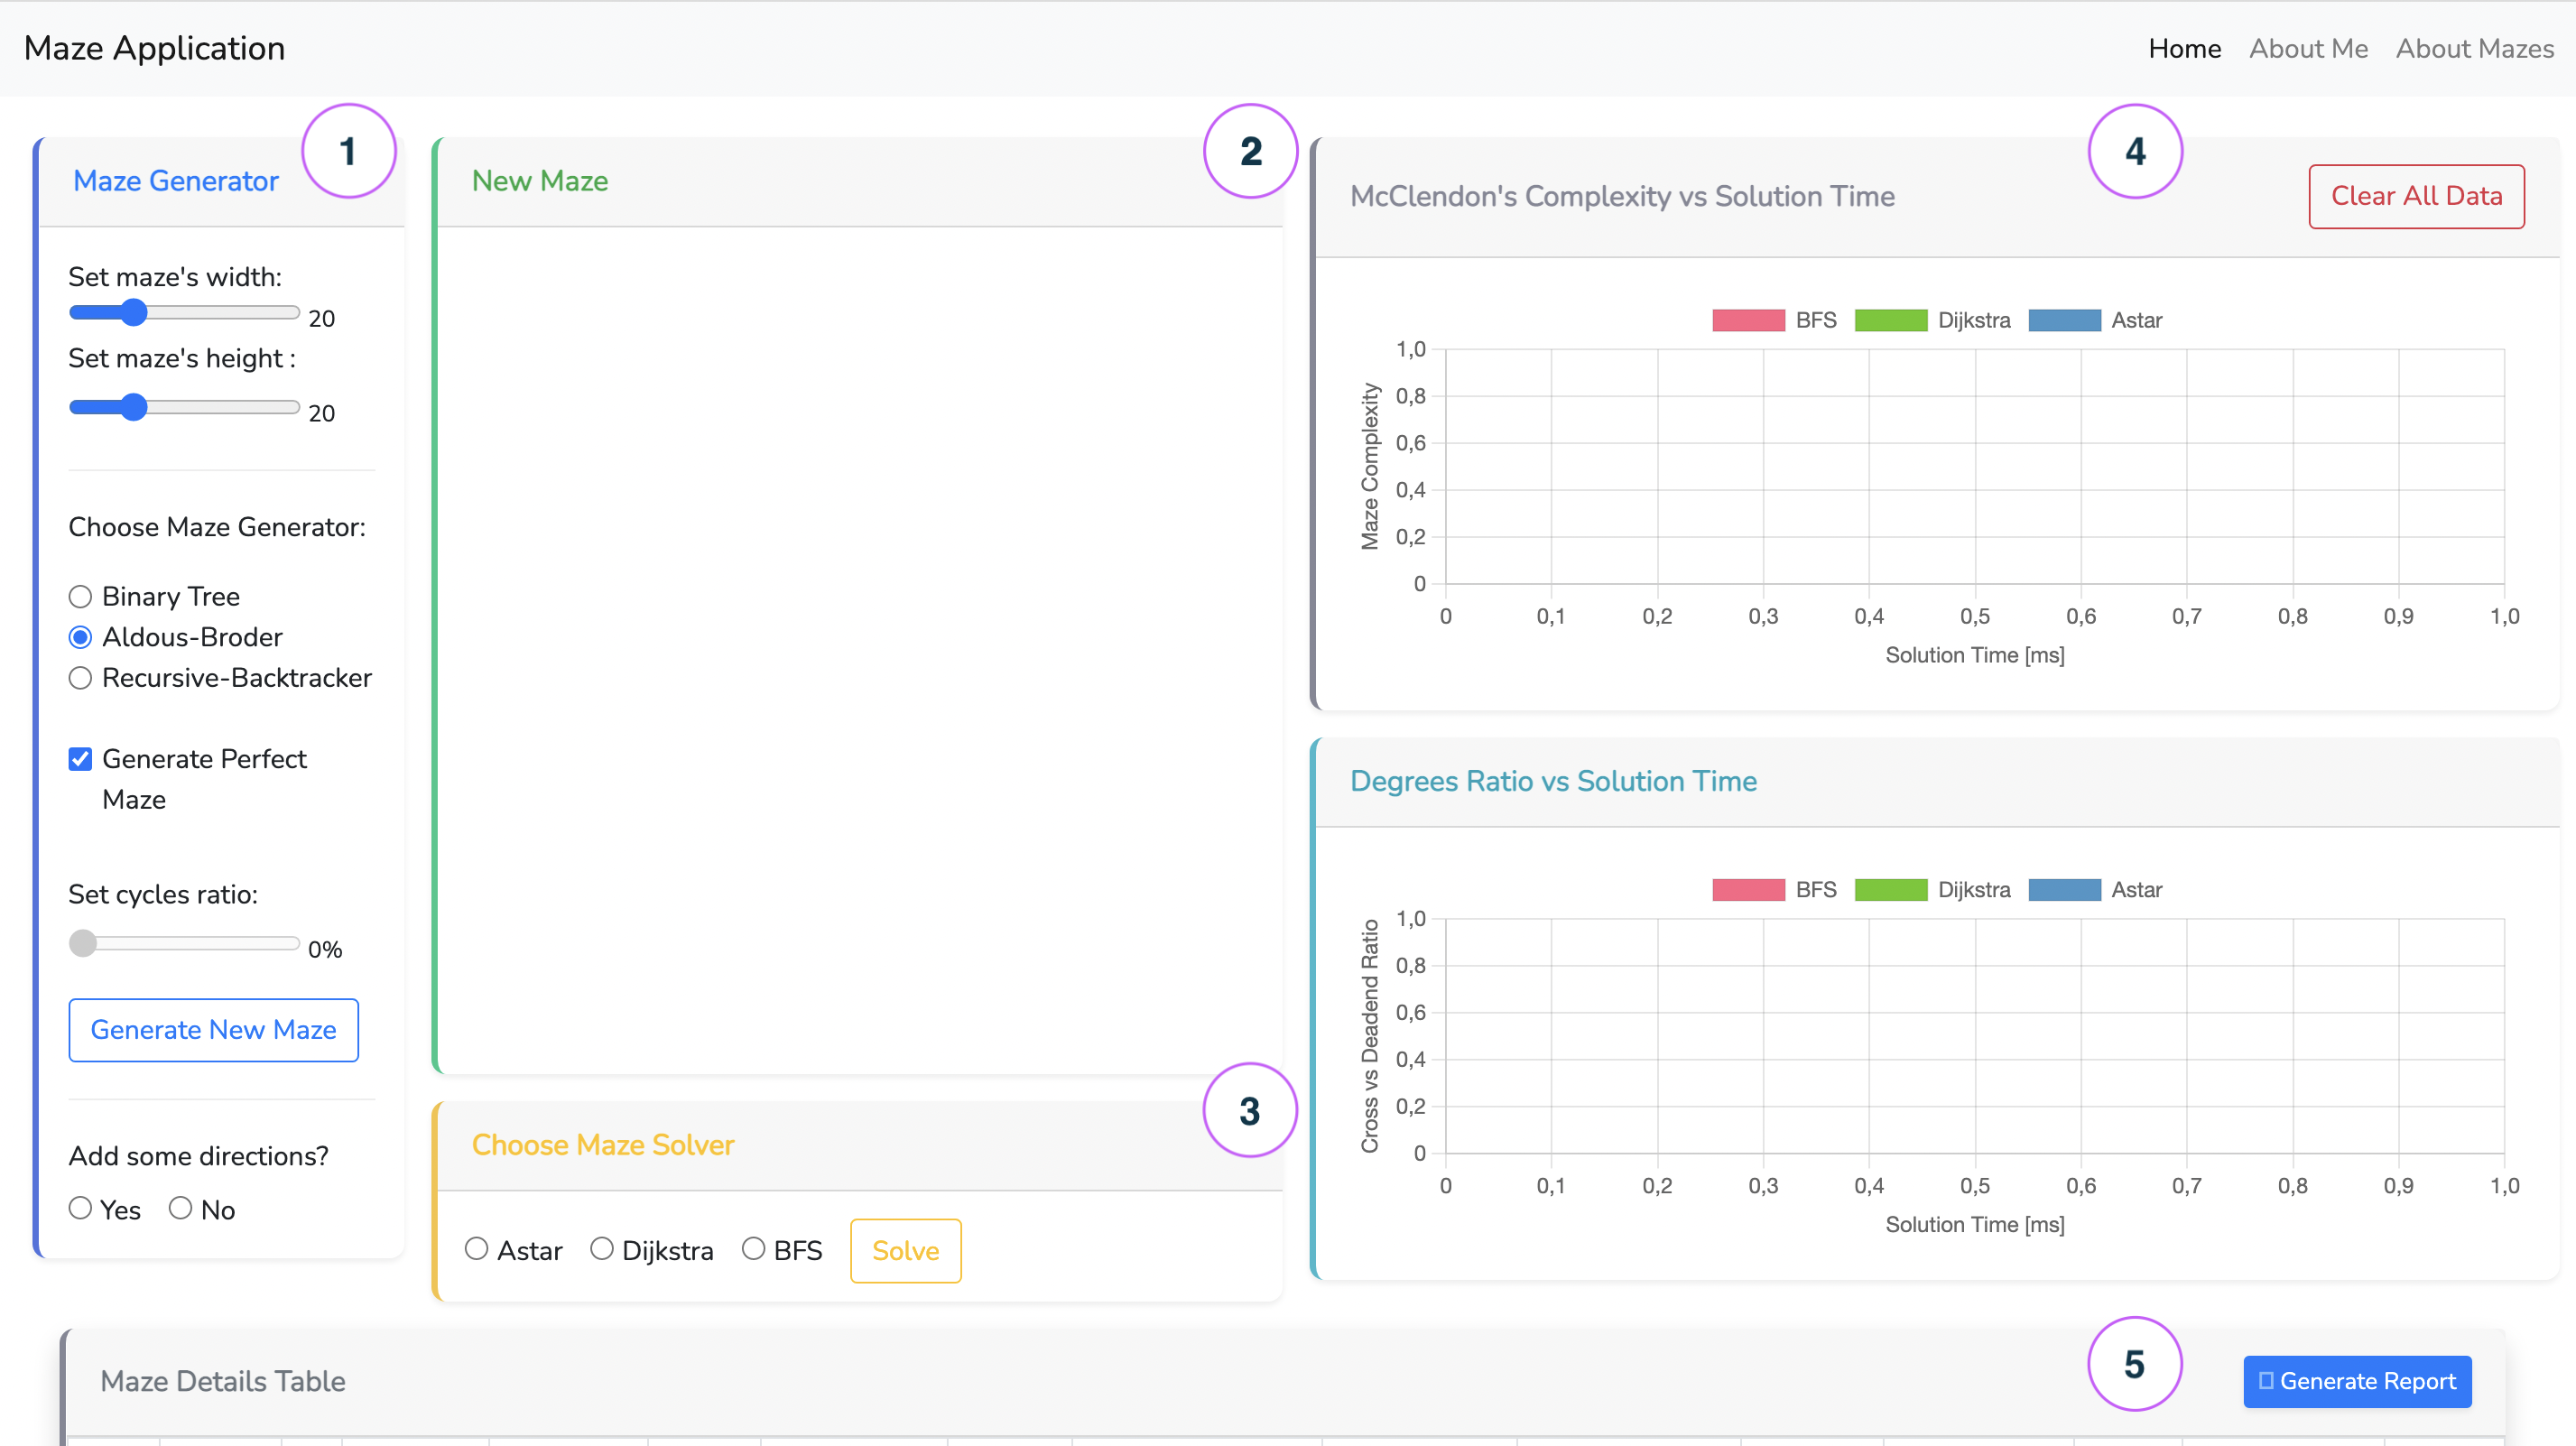 Maze Application
Home About Me About Mazes
1
Maze Generator
Set maze's width:
20
Set maze's height :
20
Choose Maze Generator:
Binary Tree
Aldous-Broder
Recursive-Backtracker
Generate Perfect
Maze
Set cycles ratio:
0%
Generate New Maze
Add some directions?
Yes No
2
New Maze
3
Choose Maze Solver
Astar Dijkstra BFS Solve
4
McClendon's Complexity vs Solution Time
Clear All Data
BFS Dijkstra Astar
Maze Complexity
1,0
0,8
0,6
0,4
0,2
0
0 0,1 0,2 0,3 0,4 0,5 0,6 0,7 0,8 0,9 1,0
Solution Time [ms]
Degrees Ratio vs Solution Time
BFS Dijkstra Astar
Cross vs Deadend Ratio
1,0
0,8
0,6
0,4
0,2
0
0 0,1 0,2 0,3 0,4 0,5 0,6 0,7 0,8 0,9 1,0
Solution Time [ms]
5
Maze Details Table
Generate Report